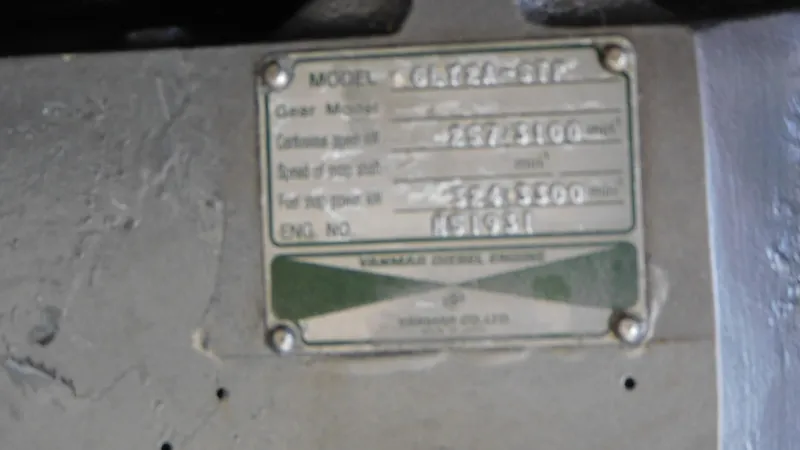 MODEL 6LY2A-STP
Gear Model
Continuous power kW 257/3100 min⁻¹
Speed of prop. shaft min⁻¹
Fuel stop power kW 324/3300 min⁻¹
ENG. NO.
YANMAR DIESEL ENGINE
YANMAR CO.,LTD.